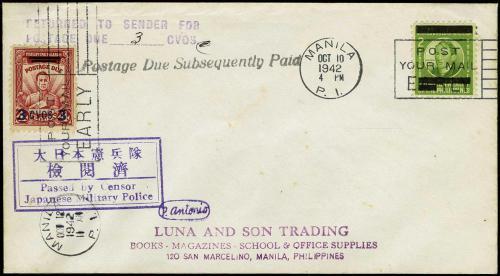 RETURNED TO SENDER FOR
POSTAGE DUE 3 CVOS.
Postage Due Subsequently Paid
MANILA
OCT 10
4 PM
1942
P. I.
POST
YOUR MAIL
POSTAGE DUE
3 CVOS 3
EARLY
大日本憲兵隊
檢閲濟
Passed by Censor
Japanese Military Police
MANILA
OCT 12
1942
P. I.
P. antonio
LUNA AND SON TRADING
BOOKS - MAGAZINES - SCHOOL & OFFICE SUPPLIES
120 SAN MARCELINO, MANILA, PHILIPPINES